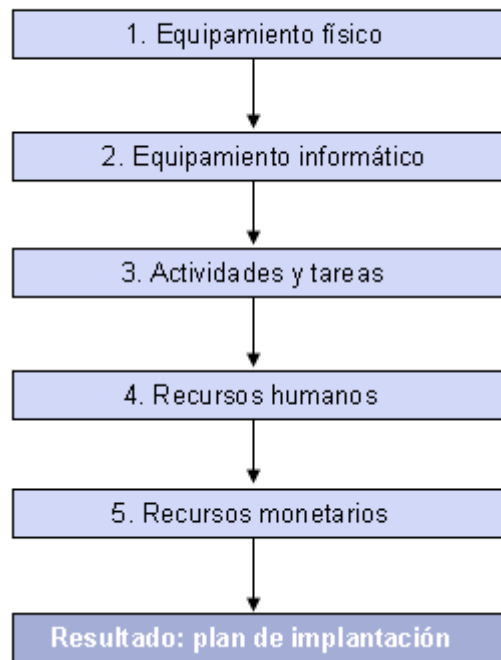 1. Equipamiento físico
2. Equipamiento informático
3. Actividades y tareas
4. Recursos humanos
5. Recursos monetarios
Resultado: plan de implantación